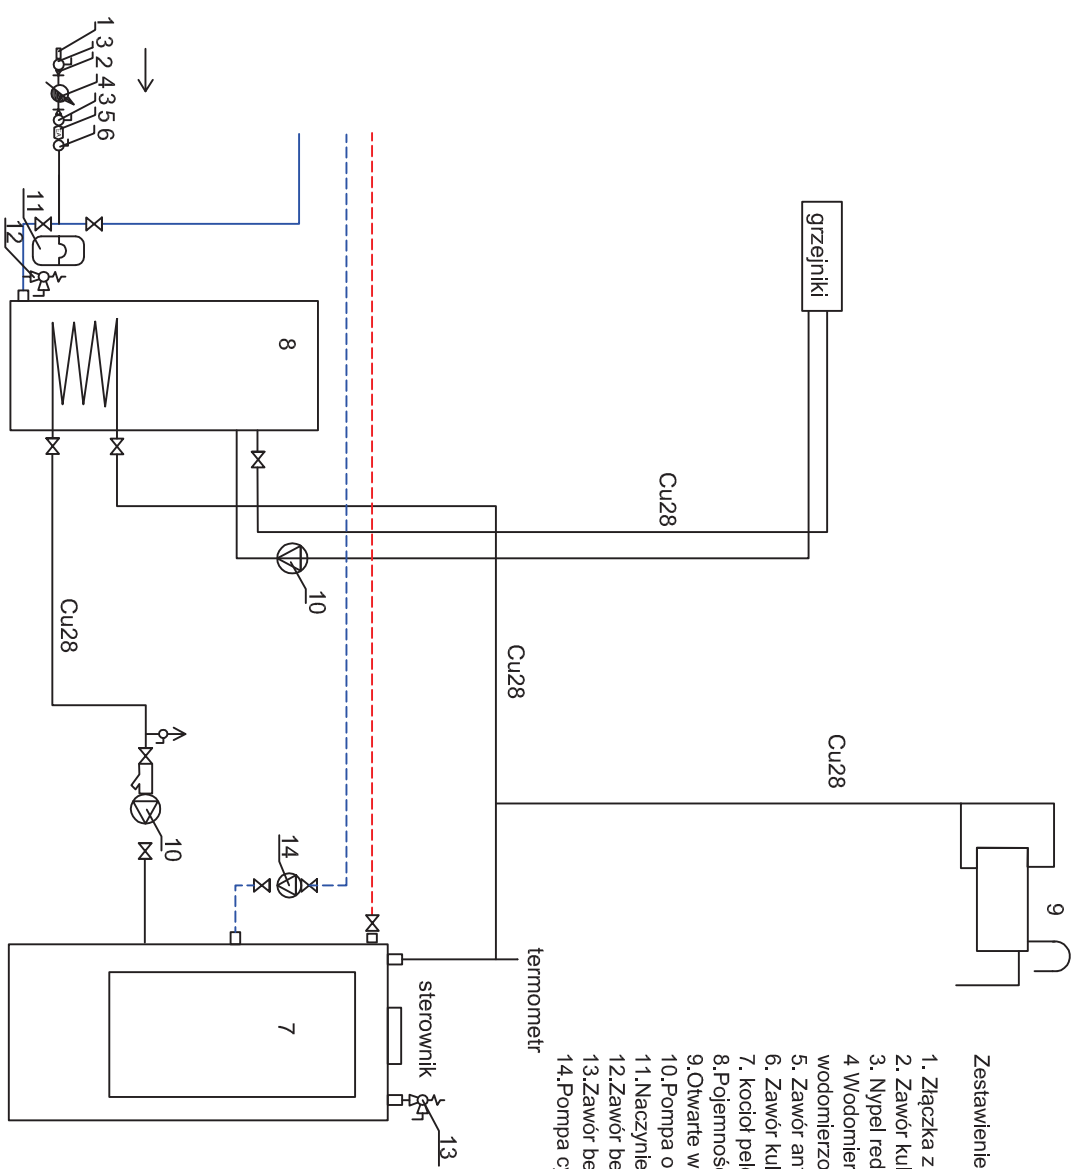 1
3
2
4
3
5
6
11
12
8
grzejniki
Cu28
10
Cu28
Cu28
Cu28
10
14
9
termometr
sterownik
7
13
Zestawienie
1. Złączka z
2. Zawór kul
3. Nypel red
4 Wodomier
wodomierzo
5. Zawór an
6. Zawór kul
7. kocioł pele
8.Pojemnoś
9.Otwarte w
10.Pompa o
11.Naczynie
12.Zawór be
13.Zawór be
14.Pompa c